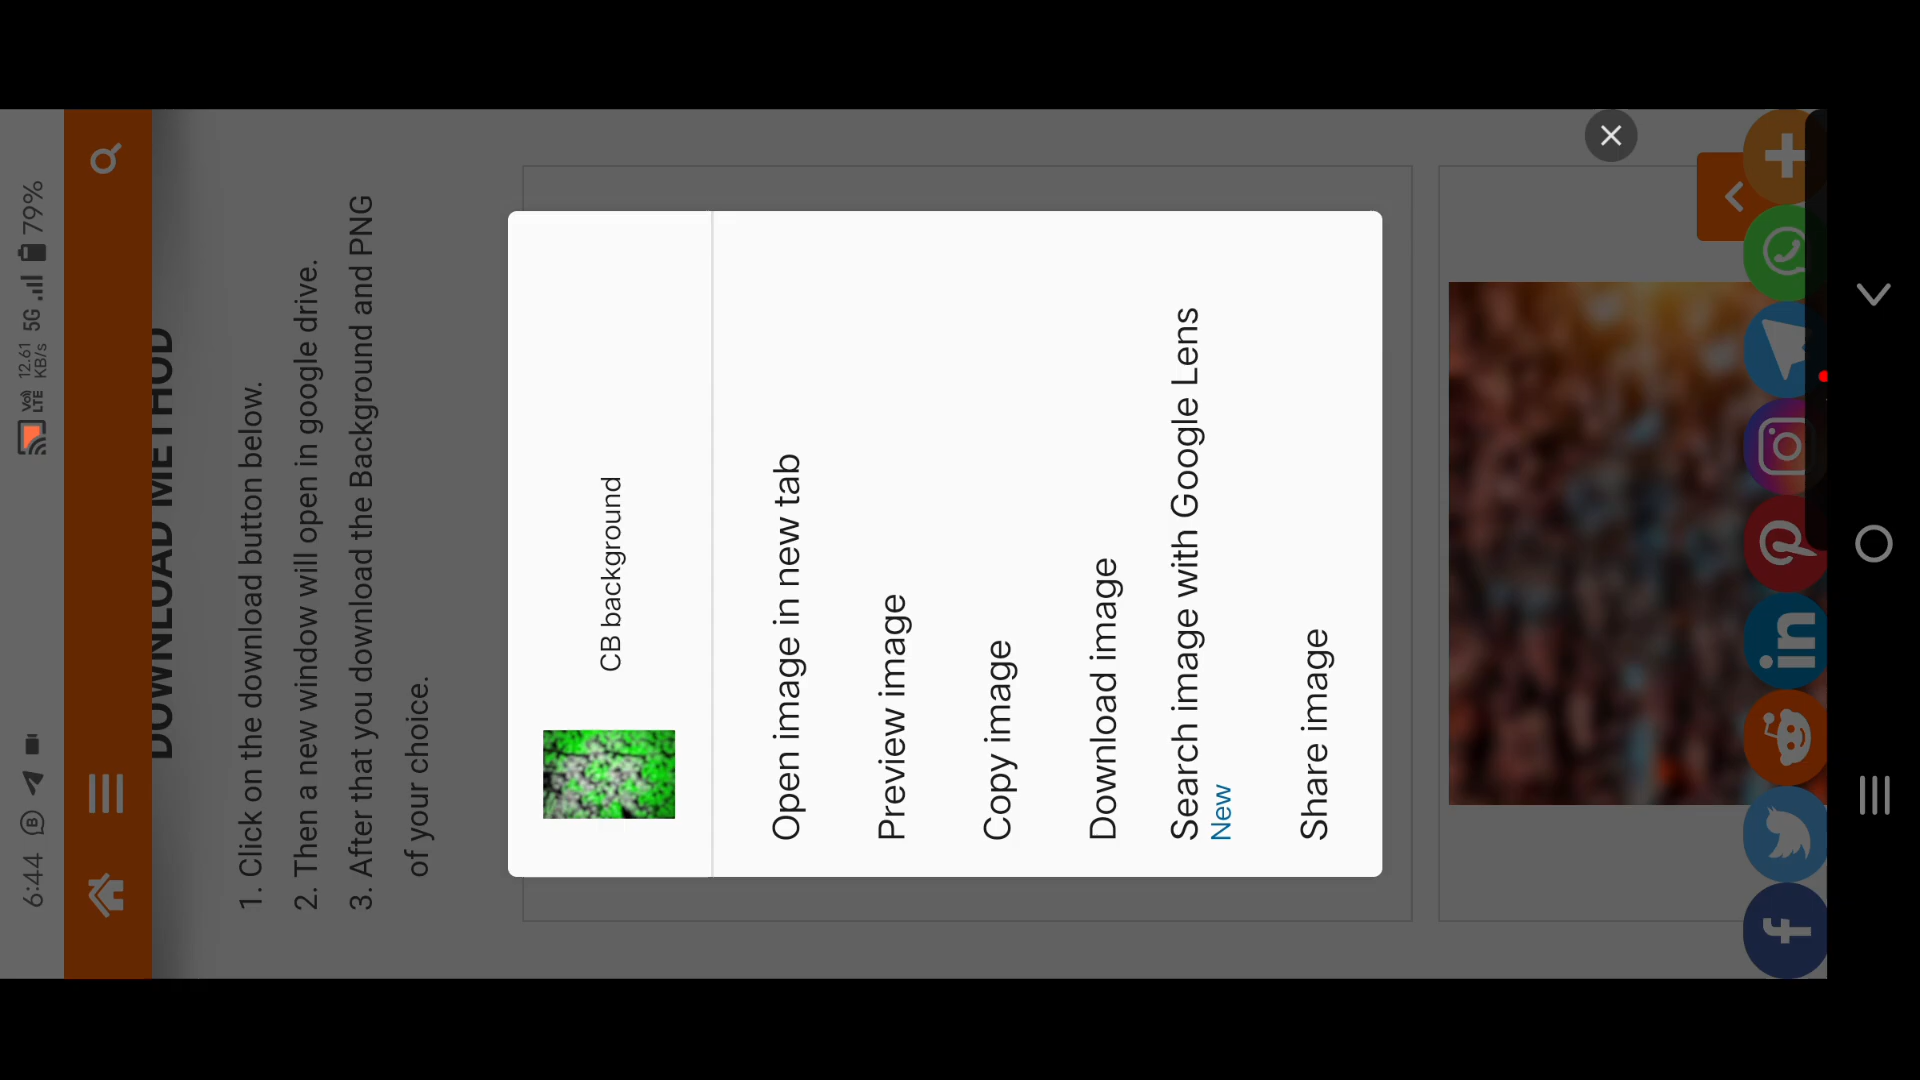 6:44
12.61
KB/s
Vo))
LTE
5G
79%
DOWNLOAD METHOD
1. Click on the download button below.
2. Then a new window will open in google drive.
3. After that you download the Background and PNG
of your choice.
CB background
Open image in new tab
Preview image
Copy image
Download image
Search image with Google Lens
New
Share image